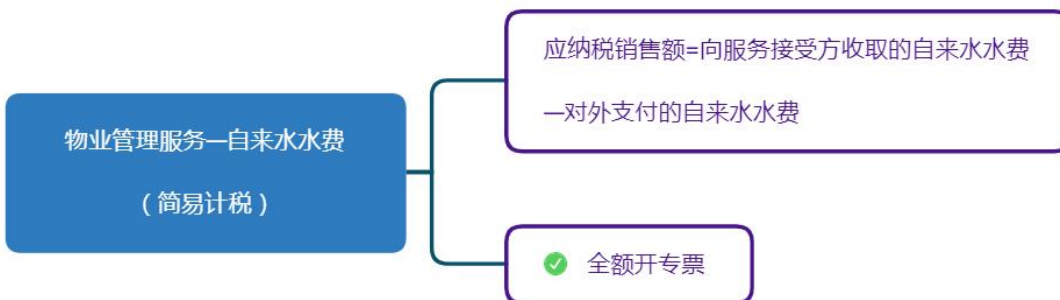 物业管理服务—自来水水费
（简易计税）
应纳税销售额=向服务接受方收取的自来水水费
—对外支付的自来水水费
全额开专票